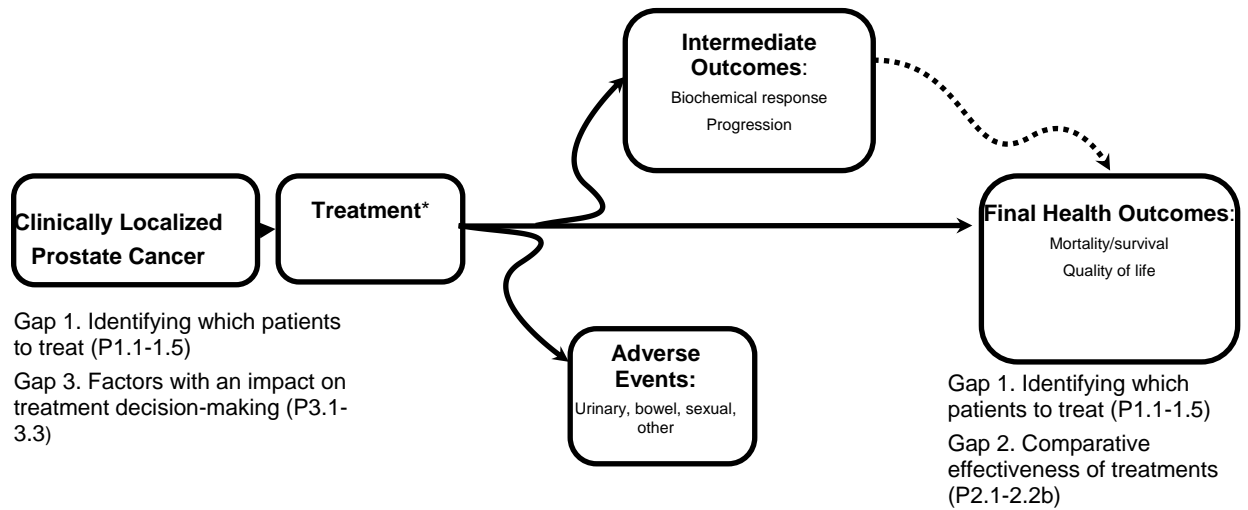 Intermediate
Outcomes:
Biochemical response
Progression
Clinically Localized
Prostate Cancer
Treatment*
Final Health Outcomes:
Mortality/survival
Quality of life
Adverse
Events:
Urinary, bowel, sexual,
other
Gap 1. Identifying which patients
to treat (P1.1-1.5)
Gap 3. Factors with an impact on
treatment decision-making (P3.1-
3.3)
Gap 1. Identifying which
patients to treat (P1.1-1.5)
Gap 2. Comparative
effectiveness of treatments
(P2.1-2.2b)